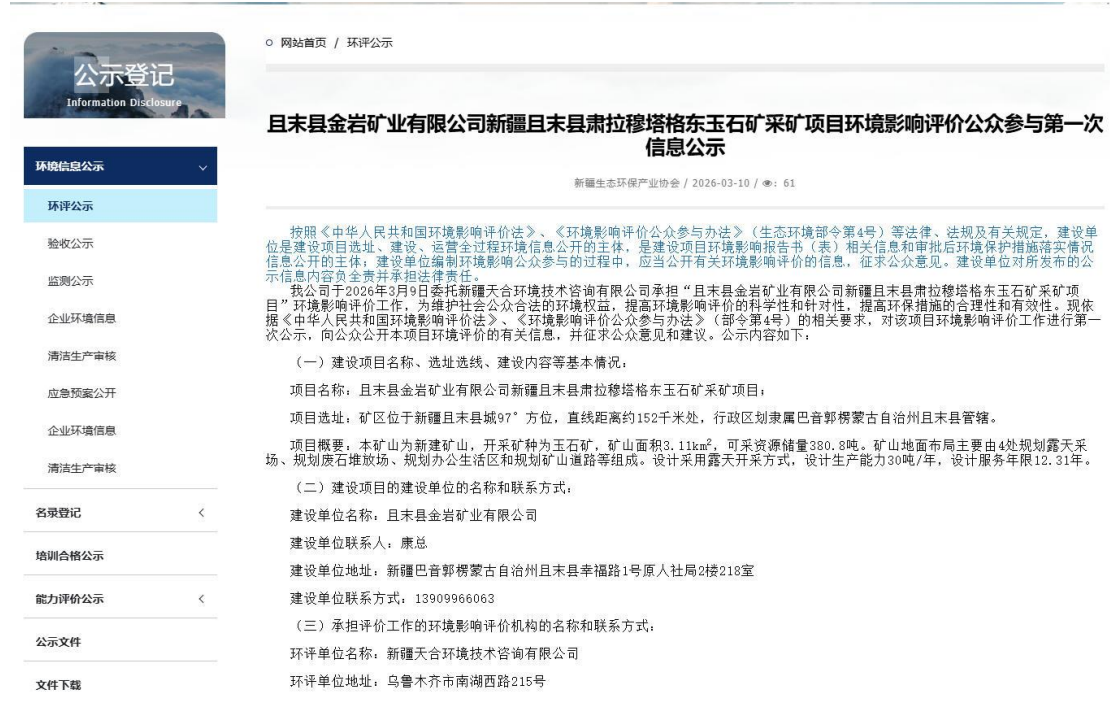 公示登记
Information Disclosure
环境信息公示
环评公示
验收公示
监测公示
企业环境信息
清洁生产审核
应急预案公开
企业环境信息
清洁生产审核
名录登记
培训合格公示
能力评价公示
公示文件
文件下载
网站首页 / 环评公示
且末县金岩矿业有限公司新疆且末县肃拉穆塔格东玉石矿采矿项目环境影响评价公众参与第一次
信息公示
新疆生态环保产业协会 / 2026-03-10 / : 61
按照《中华人民共和国环境影响评价法》、《环境影响评价公众参与办法》（生态环境部令第4号）等法律、法规及有关规定，建设单
位是建设项目选址、建设、运营全过程环境信息公开的主体，是建设项目环境影响报告书（表）相关信息和审批后环境保护措施落实情况
信息公开的主体；建设单位编制环境影响公众参与的过程中，应当公开有关环境影响评价的信息，征求公众意见。建设单位对所发布的公
示信息内容负全责并承担法律责任。
我公司于2026年3月9日委托新疆天合环境技术咨询有限公司承担“且末县金岩矿业有限公司新疆且末县肃拉穆塔格东玉石矿采矿项
目”环境影响评价工作，为维护社会公众合法的环境权益，提高环境影响评价的科学性和针对性，提高环保措施的合理性和有效性。现依
据《中华人民共和国环境影响评价法》、《环境影响评价公众参与办法》（部令第4号）的相关要求，对该项目环境影响评价工作进行第一
次公示，向公众公开本项目环境评价的有关信息，并征求公众意见和建议。公示内容如下：
（一）建设项目名称、选址选线、建设内容等基本情况；
项目名称：且末县金岩矿业有限公司新疆且末县肃拉穆塔格东玉石矿采矿项目；
项目选址：矿区位于新疆且末县城97°方位，直线距离约152千米处，行政区划隶属巴音郭楞蒙古自治州且末县管辖。
项目概要：本矿山为新建矿山，开采矿种为玉石矿，矿山面积3.11km²，可采资源储量380.8吨。矿山地面布局主要由4处规划露天采
场、规划废石堆放场、规划办公生活区和规划矿山道路等组成。设计采用露天开采方式，设计生产能力30吨/年，设计服务年限12.31年。
（二）建设项目的建设单位的名称和联系方式；
建设单位名称：且末县金岩矿业有限公司
建设单位联系人：康总
建设单位地址：新疆巴音郭楞蒙古自治州且末县幸福路1号原人社局2楼218室
建设单位联系方式：13909966063
（三）承担评价工作的环境影响评价机构的名称和联系方式；
环评单位名称：新疆天合环境技术咨询有限公司
环评单位地址：乌鲁木齐市南湖西路215号